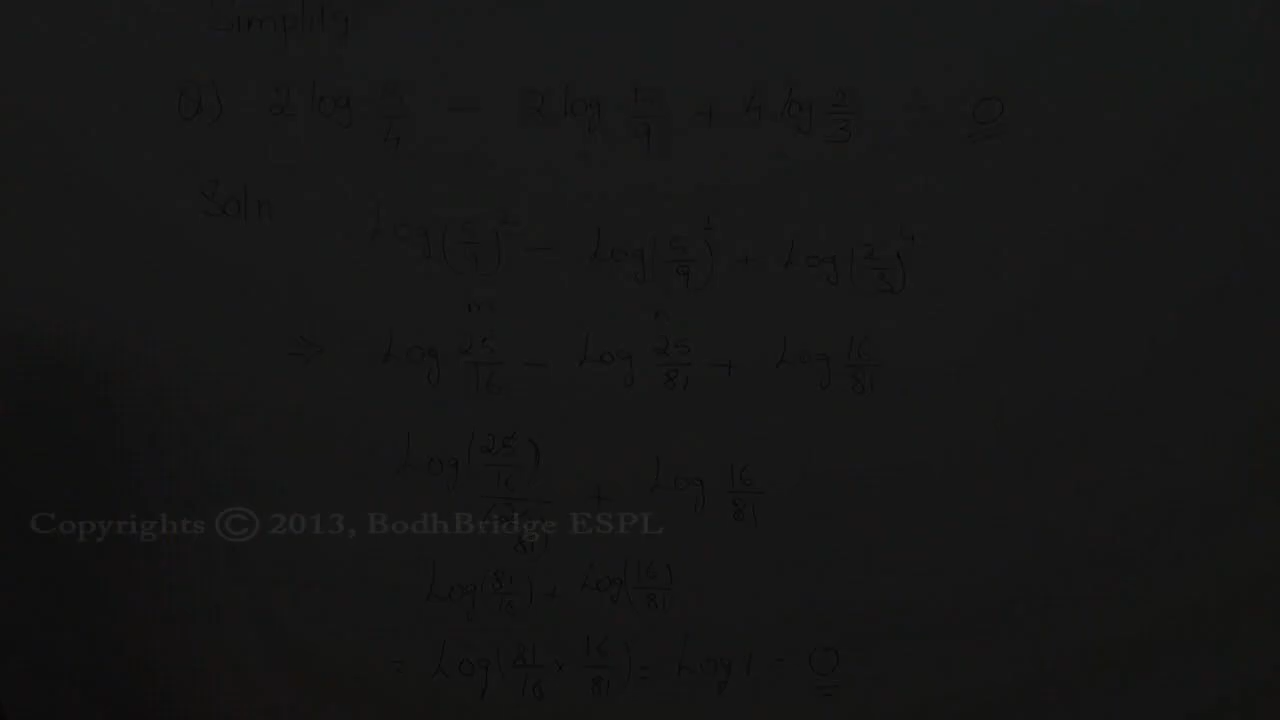 Simplify
Q) 2 log 5/4 - 2 log 5/9 + 4 log 2/3 = 0
Soln Log(5/4)² - Log(5/9)² + Log(2/3)⁴
m n
⇒ Log 25/16 - Log 25/81 + Log 16/81
Log (25/16)/(25/81) + Log 16/81
Copyrights © 2013, BodhBridge ESPL
Log(81/16) + Log(16/81)
= Log(81/16 × 16/81) = Log 1 = 0